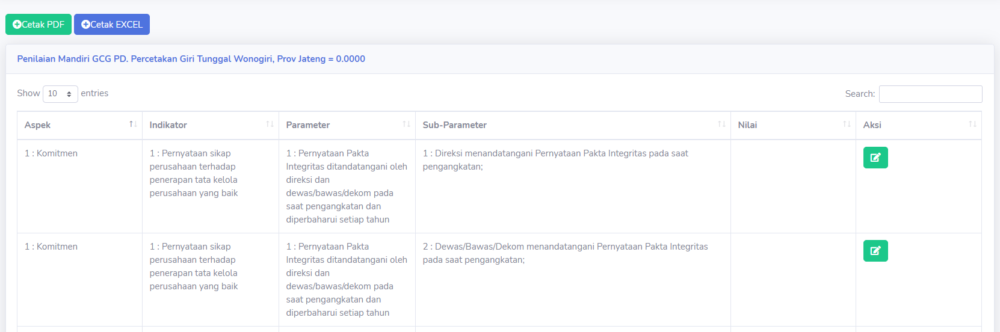 Cetak PDF
Cetak EXCEL
Penilaian Mandiri GCG PD. Percetakan Giri Tunggal Wonogiri, Prov Jateng = 0.0000
Show 10 entries
Search:
Aspek
Indikator
Parameter
Sub-Parameter
Nilai
Aksi
1 : Komitmen
1 : Pernyataan sikap
perusahaan terhadap
penerapan tata kelola
perusahaan yang baik
1 : Pernyataan Pakta
Integritas ditandatangani oleh
direksi dan
dewas/bawas/dekom pada
saat pengangkatan dan
diperbaharui setiap tahun
1 : Direksi menandatangani Pernyataan Pakta Integritas pada saat
pengangkatan;
1 : Komitmen
1 : Pernyataan sikap
perusahaan terhadap
penerapan tata kelola
perusahaan yang baik
1 : Pernyataan Pakta
Integritas ditandatangani oleh
direksi dan
dewas/bawas/dekom pada
saat pengangkatan dan
diperbaharui setiap tahun
2 : Dewas/Bawas/Dekom menandatangani Pernyataan Pakta Integritas
pada saat pengangkatan;